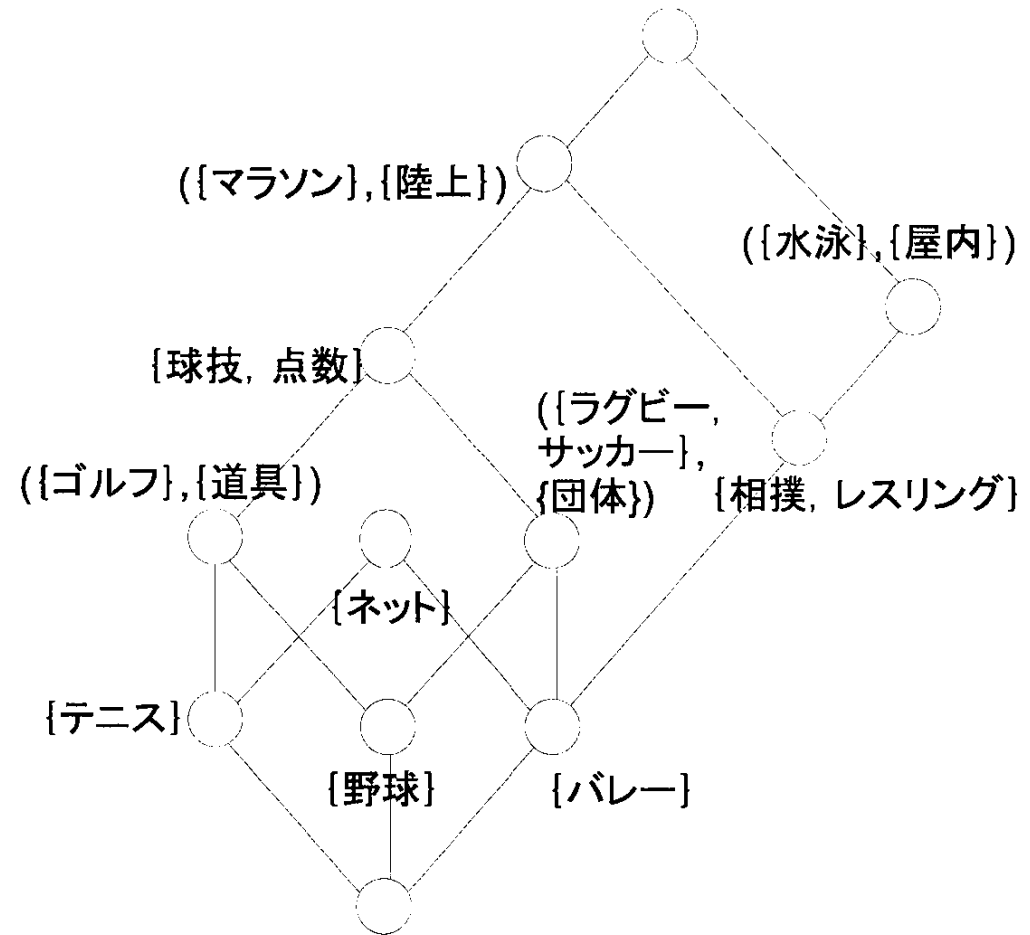 ({マラソン},{陸上})
({水泳},{屋内})
{球技, 点数}
({ラグビー,
サッカー},
{団体})
({ゴルフ},{道具})
{相撲, レスリング}
{ネット}
{テニス}
{野球}
{バレー}